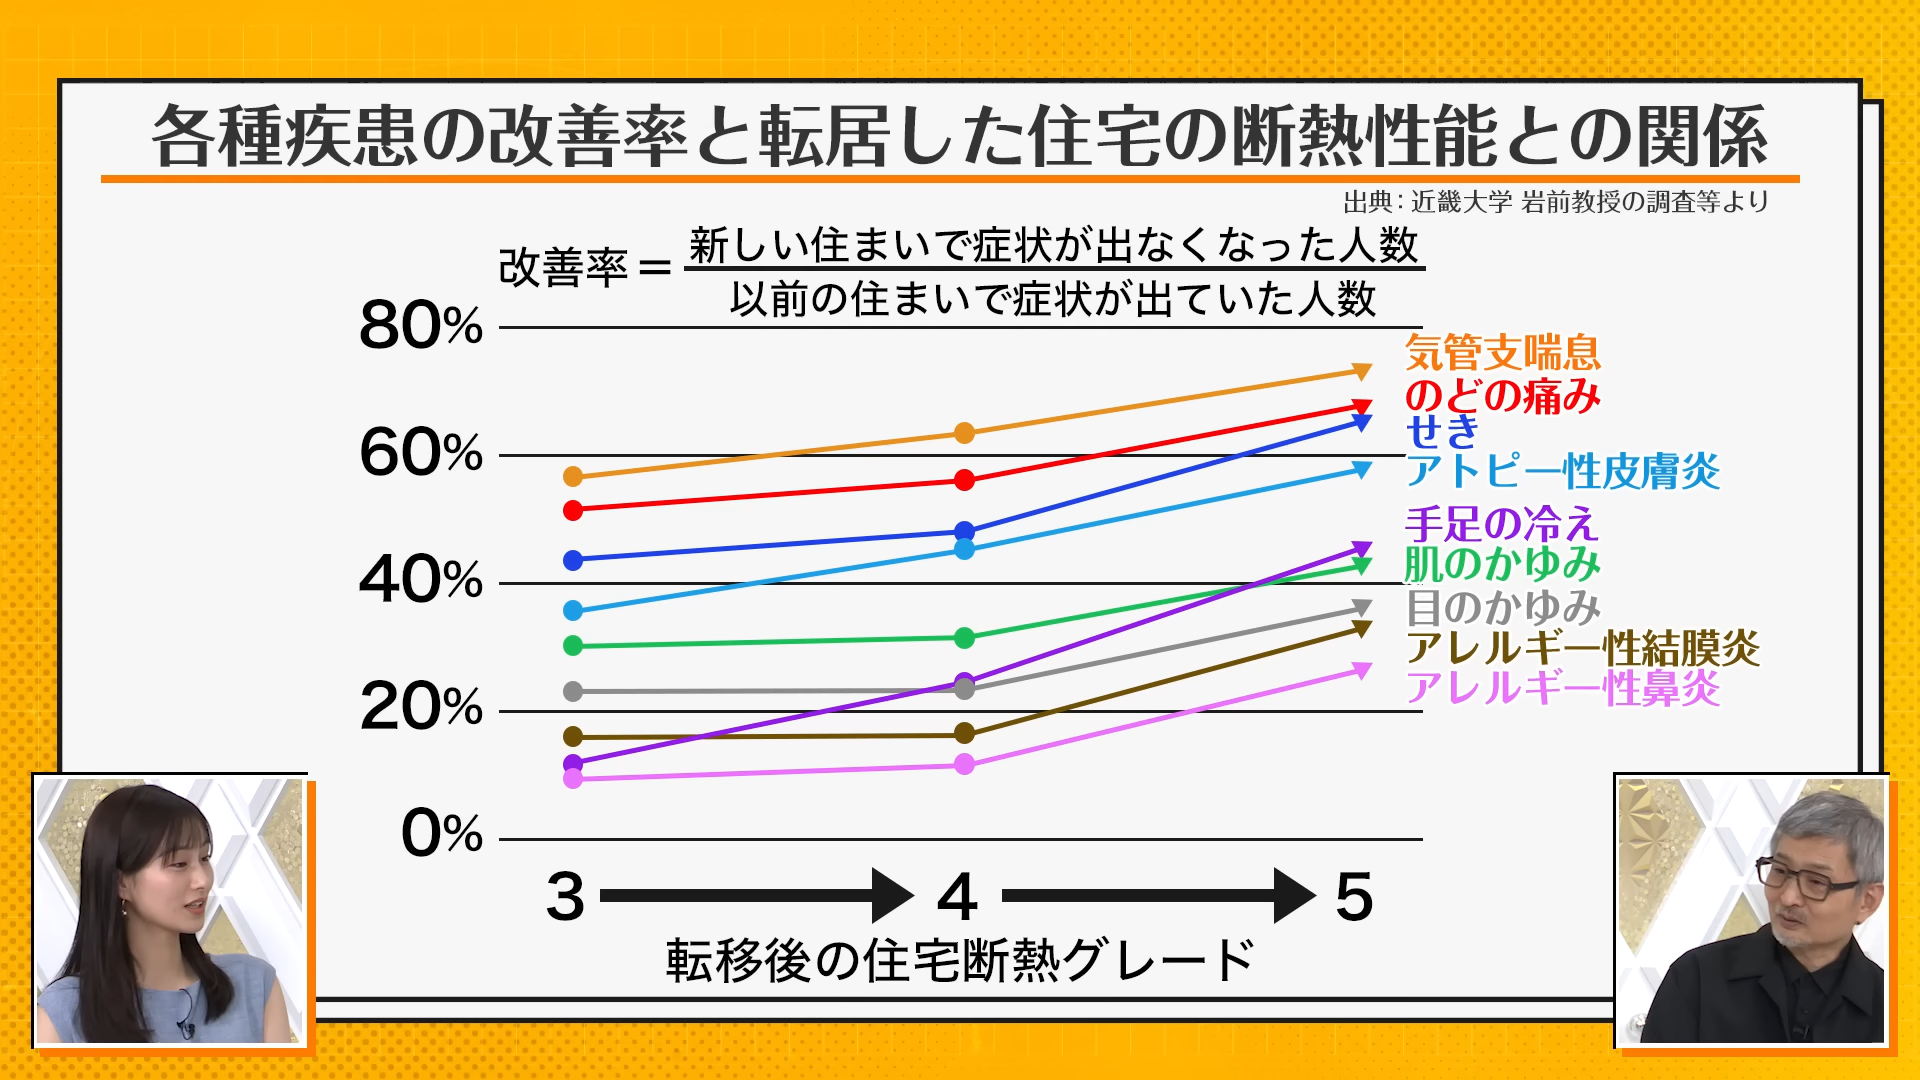 各種疾患の改善率と転居した住宅の断熱性能との関係
出典：近畿大学 岩前教授の調査等より
改善率＝新しい住まいで症状が出なくなった人数
以前の住まいで症状が出ていた人数
80%
60%
40%
20%
0%
気管支喘息
のどの痛み
せき
アトピー性皮膚炎
手足の冷え
肌のかゆみ
目のかゆみ
アレルギー性結膜炎
アレルギー性鼻炎
3 4 5
転移後の住宅断熱グレード